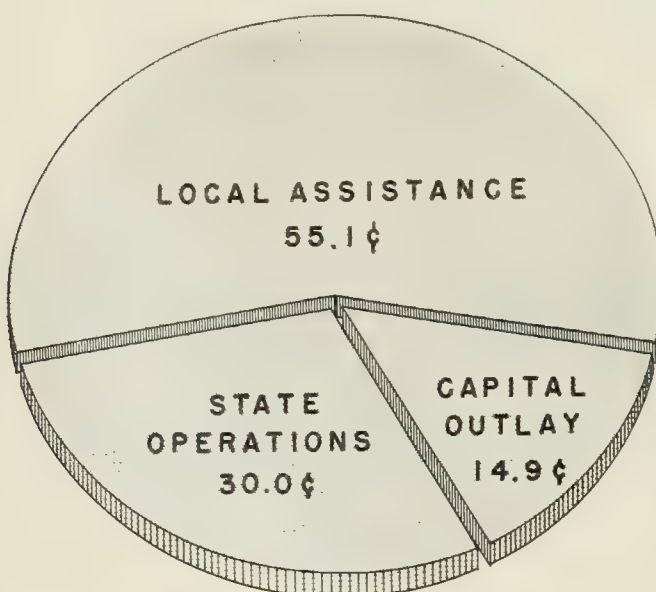 LOCAL ASSISTANCE
55.1¢
STATE
OPERATIONS
30.0¢
CAPITAL
OUTLAY
14.9¢